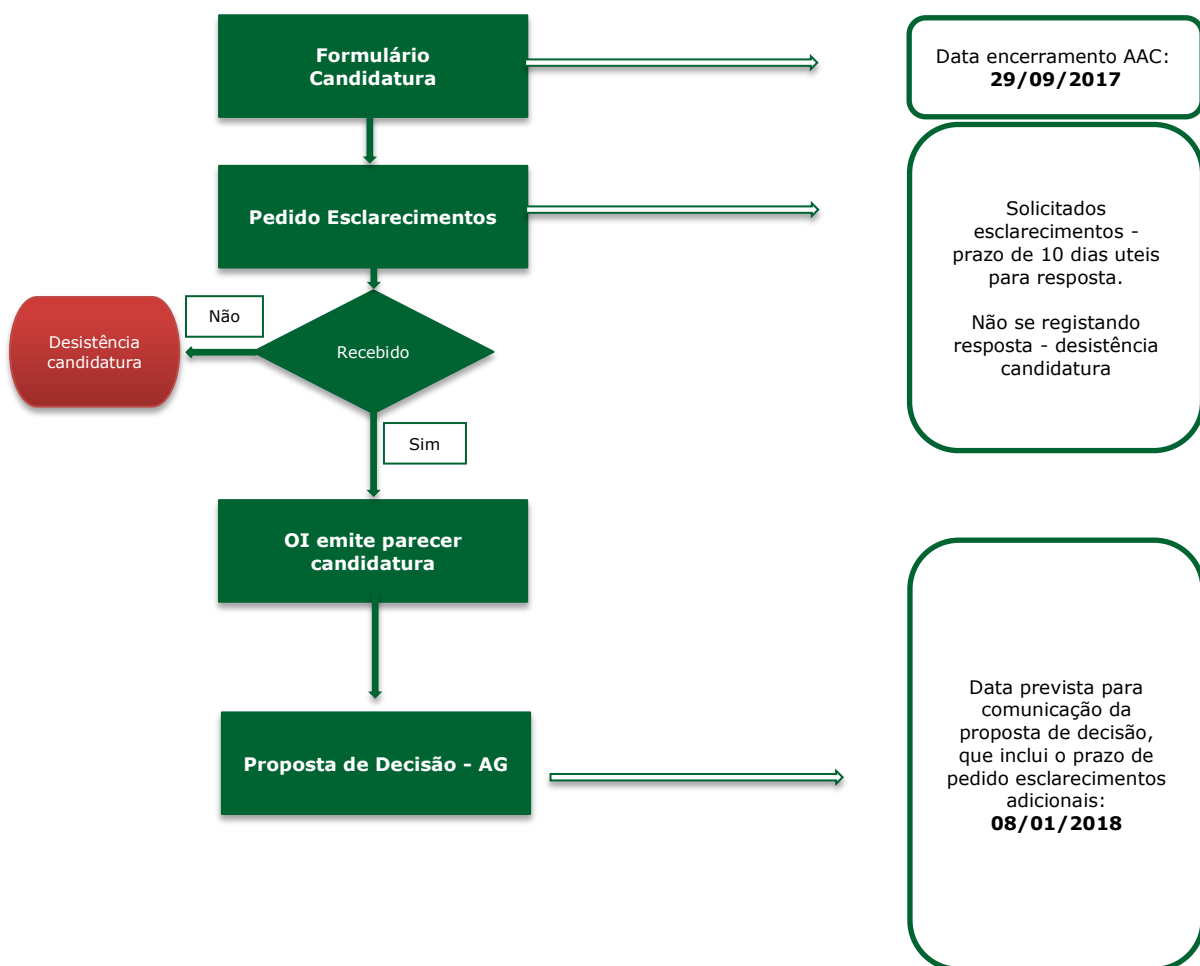 Formulário
Candidatura
Data encerramento AAC:
29/09/2017
Pedido Esclarecimentos
Solicitados
esclarecimentos -
prazo de 10 dias uteis
para resposta.
Não se registando
resposta - desistência
candidatura
Não
Desistência
candidatura
Recebido
Sim
OI emite parecer
candidatura
Proposta de Decisão - AG
Data prevista para
comunicação da
proposta de decisão,
que inclui o prazo de
pedido esclarecimentos
adicionais:
08/01/2018